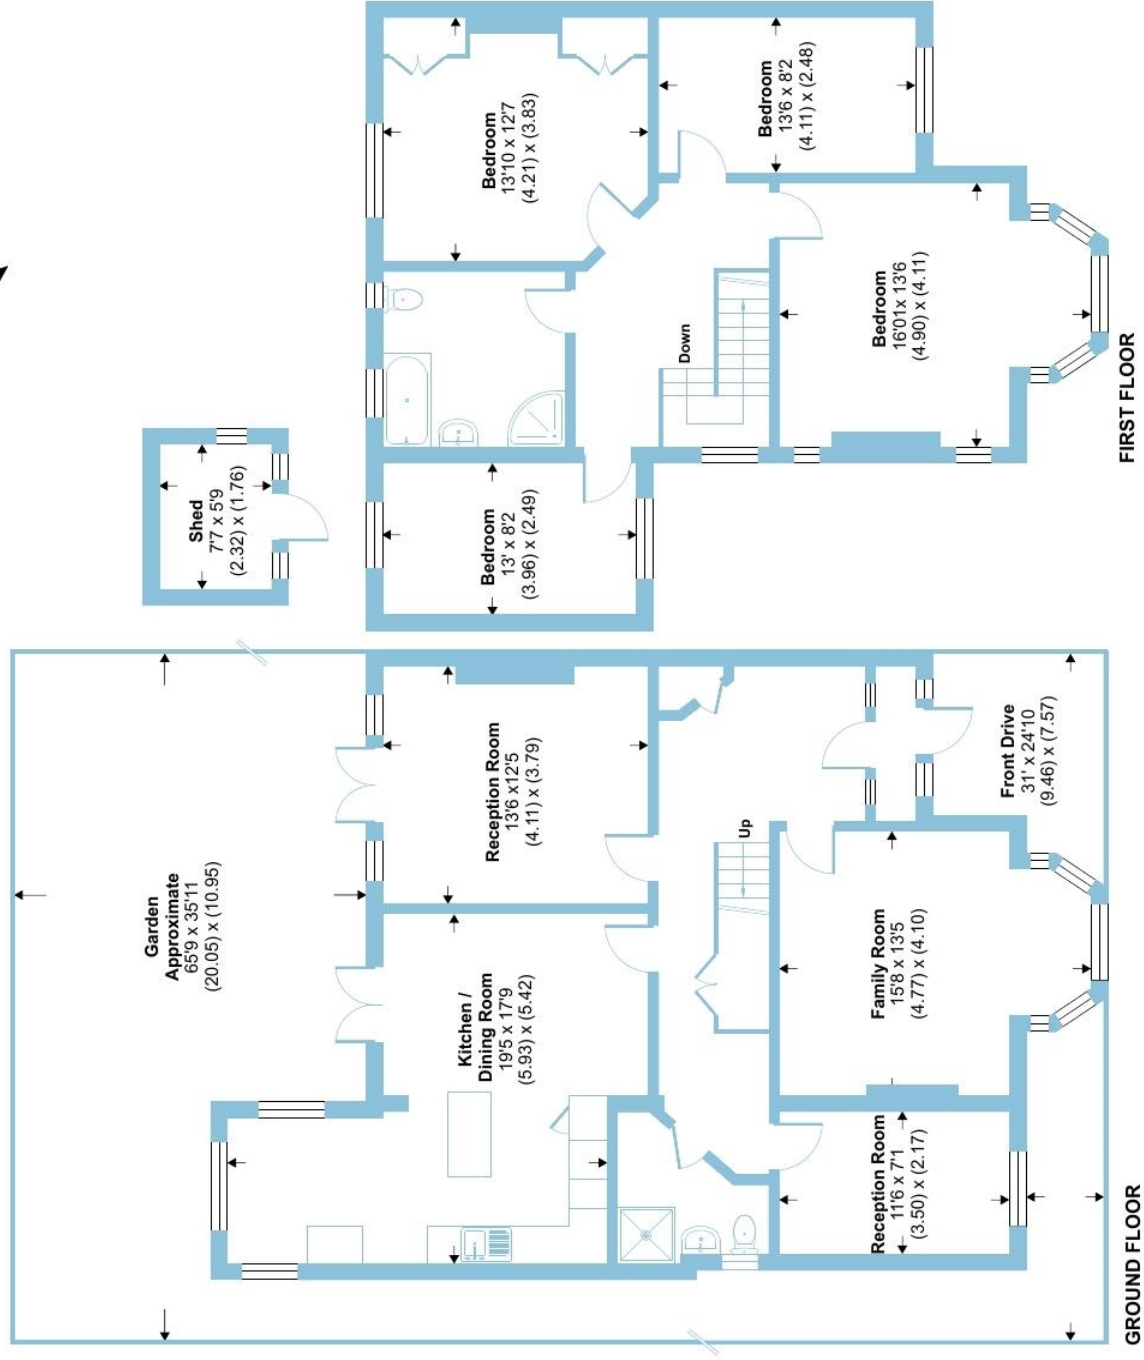 Garden
Approximate
65'9 x 35'11
(20.05) x (10.95)
Kitchen /
Dining Room
19'5 x 17'9
(5.93) x (5.42)
Reception Room
13'6 x12'5
(4.11) x (3.79)
Up
Family Room
15'8 x 13'5
(4.77) x (4.10)
Reception Room
11'6 x 7'1
(3.50) x (2.17)
Front Drive
31' x 24'10
(9.46) x (7.57)
GROUND FLOOR
Shed
7'7 x 5'9
(2.32) x (1.76)
Bedroom
13' x 8'2
(3.96) x (2.49)
Bedroom
13'10 x 12'7
(4.21) x (3.83)
Down
Bedroom
13'6 x 8'2
(4.11) x (2.48)
Bedroom
16'01x 13'6
(4.90) x (4.11)
FIRST FLOOR